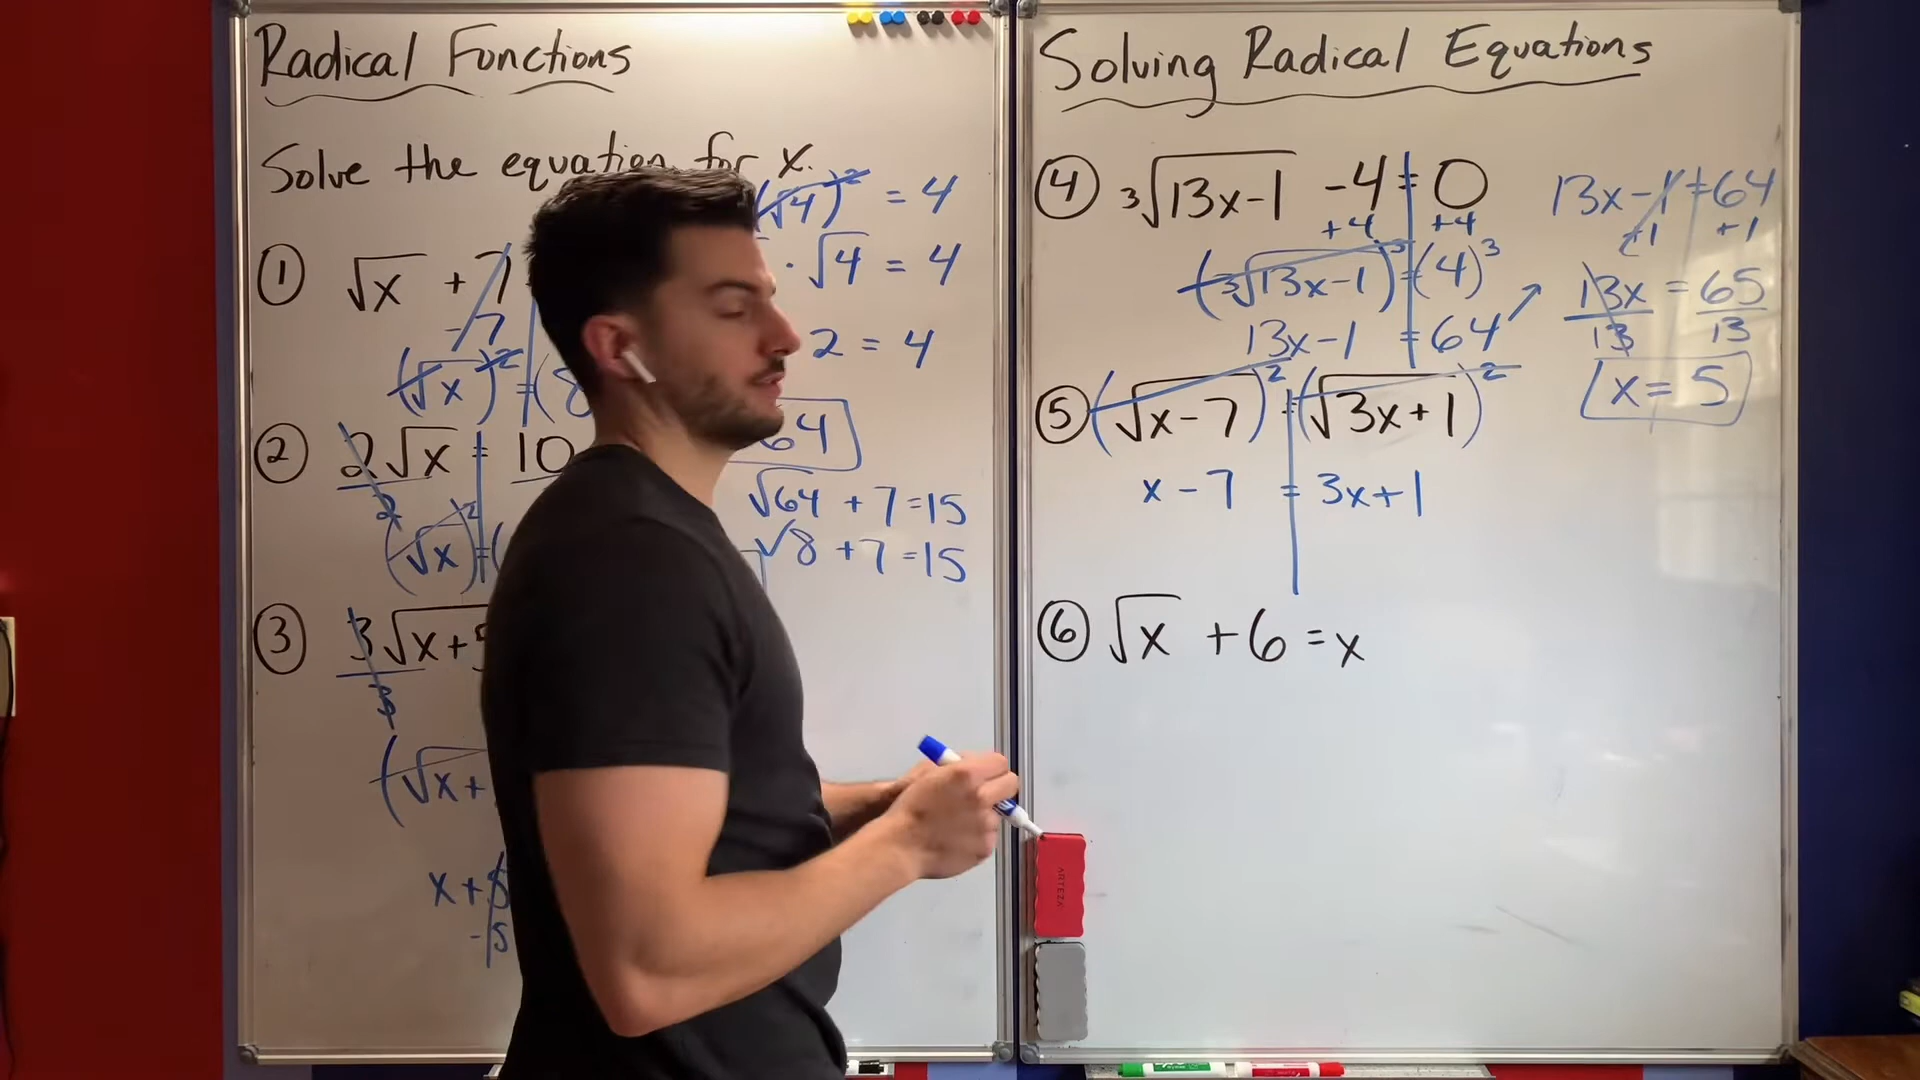 Radical Functions
Solve the equation for x.
① √x + 7
- 7
(√x)² = (8
② 2√x = 10
2
(√x)² = (
③ 3√x+5
3
(√x+
x+5
-5
(√4)² = 4
· √4 = 4
2 = 4
64
√64 + 7 = 15
√8 + 7 = 15
Solving Radical Equations
④ ³√13x-1 -4 = 0
+4 +4
(³√13x-1)³ = (4)³
13x-1 = 64
13x-1 = 64
+1 +1
13x = 65
13 13
x = 5
⑤ (√x-7)² = (√3x+1)²
x-7 = 3x+1
⑥ √x + 6 = x
ARTEZA